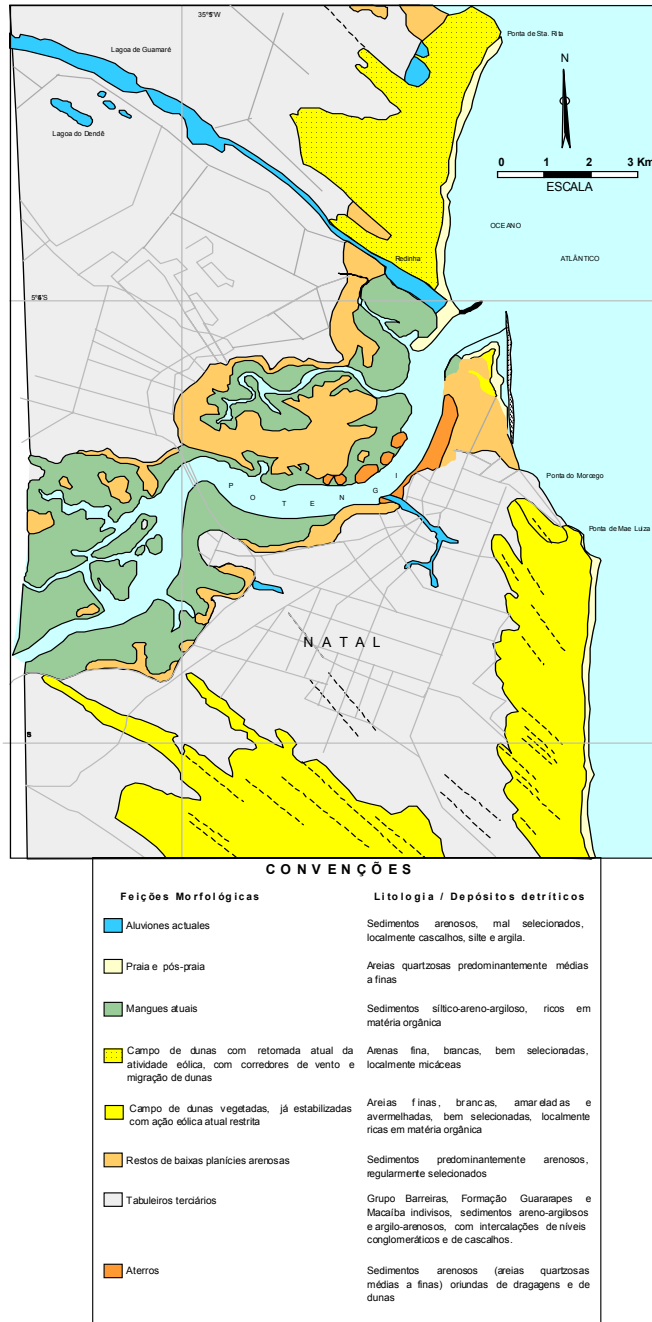 35º 5'W
Ponta de Sta. Rita
Lagoa de Guamaré
N
Lagoa do Dendê
0 1 2 3 Km
ESCALA
OCEANO
Redinha
ATLÂNTICO
Ponta do Morcego
P O T E N G I
Ponta de Mae Luiza
N A T A L
S
C O N V E N Ç Õ E S
Feições Morfológicas
Litologia / Depósitos detríticos
Aluviones actuales
Sedimentos arenosos, mal selecionados,
localmente cascalhos, silte e argila.
Praia e pós-praia
Areias quartzosas predominantemente médias
a finas
Mangues atuais
Sedimentos síltico-areno-argiloso, ricos em
matéria orgânica
Campo de dunas com retomada atual da
atividade eólica, com corredores de vento e
migração de dunas
Arenas fina, brancas, bem selecionadas,
localmente micáceas
Campo de dunas vegetadas, já estabilizadas
com ação eólica atual restrita
Areias finas, brancas, amareladas e
avermelhadas, bem selecionadas, localmente
ricas em matéria orgânica
Restos de baixas planícies arenosas
Sedimentos predominantemente arenosos,
regularmente selecionados
Tabuleiros terciários
Grupo Barreiras, Formação Guararapes e
Macaíba indivisos, sedimentos areno-argilosos
e argilo-arenosos, com intercalações de níveis
conglomeráticos e de cascalhos.
Aterros
Sedimentos arenosos (areias quartzosas
médias a finas) oriundas de dragagens e de
dunas